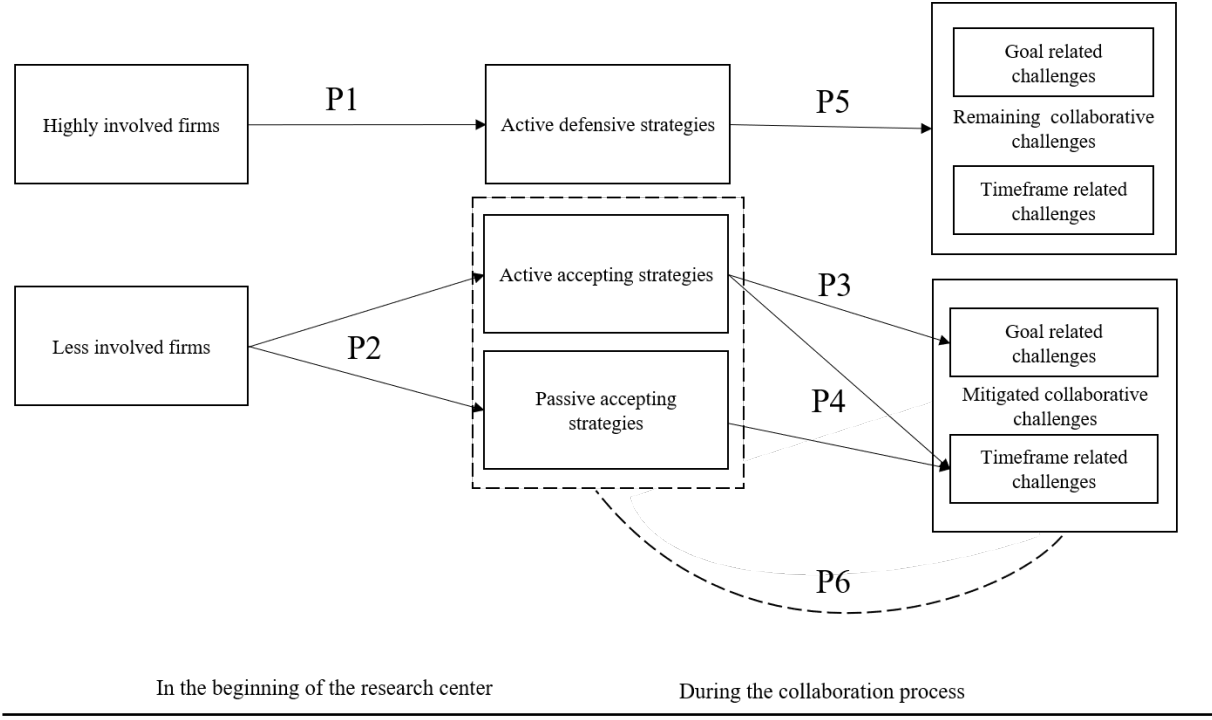 Goal related
challenges
P1
P5
Highly involved firms
Active defensive strategies
Remaining collaborative
challenges
Timeframe related
challenges
Active accepting strategies
P3
Less involved firms
P2
Goal related
challenges
Passive accepting
strategies
P4
Mitigated collaborative
challenges
Timeframe related
challenges
P6
In the beginning of the research center
During the collaboration process